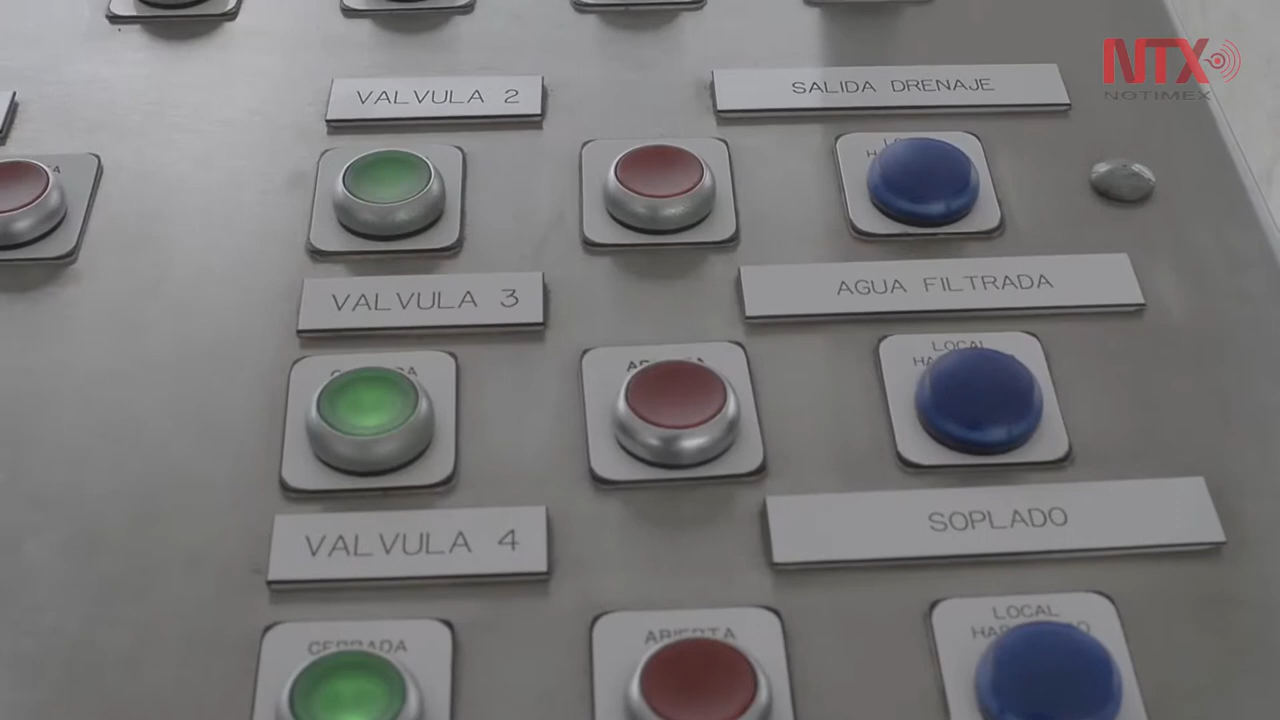 NTX
NOTIMEX
VALVULA 2
SALIDA DRENAJE
VALVULA 3
AGUA FILTRADA
LOCAL
VALVULA 4
SOPLADO
CERRADA
ABIERTA
LOCAL